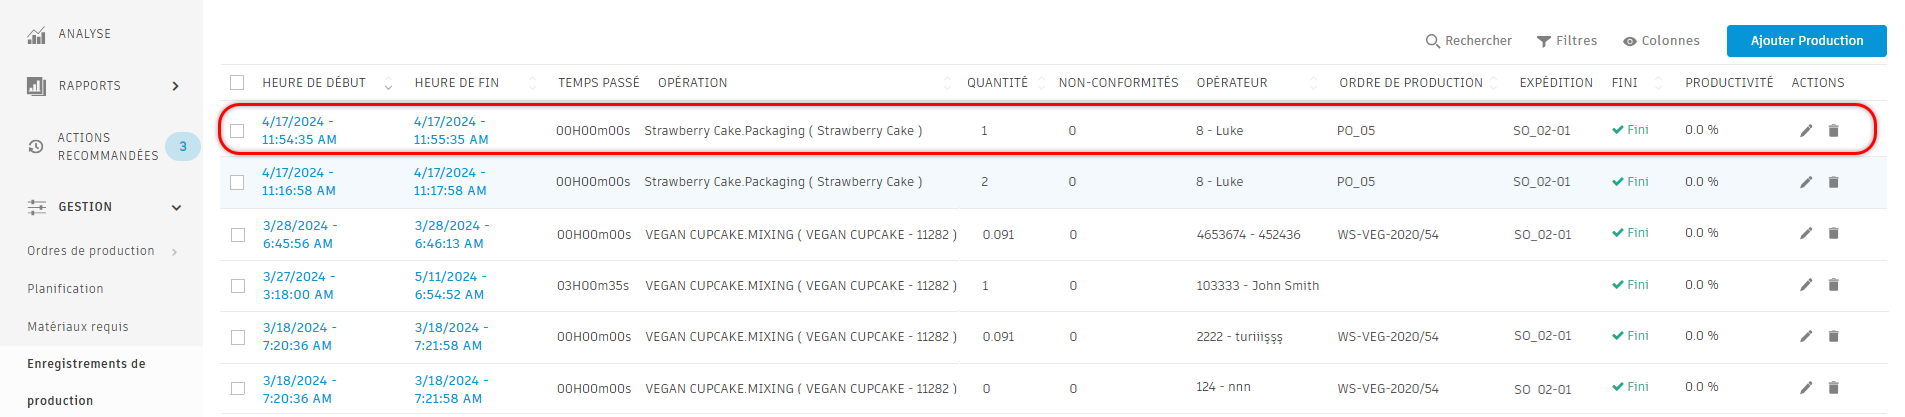 ANALYSE
RAPPORTS
ACTIONS
RECOMMANDÉES
3
GESTION
Ordres de production
Planification
Matériaux requis
Enregistrements de
production
Rechercher Filtres Colonnes Ajouter Production
HEURE DE DÉBUT HEURE DE FIN TEMPS PASSÉ OPÉRATION QUANTITÉ NON-CONFORMITÉS OPÉRATEUR ORDRE DE PRODUCTION EXPÉDITION FINI PRODUCTIVITÉ ACTIONS
4/17/2024 - 4/17/2024 -
11:54:35 AM 11:55:35 AM 00H00m00s Strawberry Cake.Packaging ( Strawberry Cake ) 1 0 8 - Luke PO_05 SO_02-01 Fini 0.0 %
4/17/2024 - 4/17/2024 -
11:16:58 AM 11:17:58 AM 00H00m00s Strawberry Cake.Packaging ( Strawberry Cake ) 2 0 8 - Luke PO_05 SO_02-01 Fini 0.0 %
3/28/2024 - 3/28/2024 -
6:45:56 AM 6:46:13 AM 00H00m00s VEGAN CUPCAKE.MIXING ( VEGAN CUPCAKE - 11282 ) 0.091 0 4653674 - 452436 WS-VEG-2020/54 SO_02-01 Fini 0.0 %
3/27/2024 - 5/11/2024 -
3:18:00 AM 6:54:52 AM 03H00m35s VEGAN CUPCAKE.MIXING ( VEGAN CUPCAKE - 11282 ) 1 0 103333 - John Smith Fini 0.0 %
3/18/2024 - 3/18/2024 -
7:20:36 AM 7:21:58 AM 00H00m00s VEGAN CUPCAKE.MIXING ( VEGAN CUPCAKE - 11282 ) 0.091 0 2222 - turiiişşş WS-VEG-2020/54 SO_02-01 Fini 0.0 %
3/18/2024 - 3/18/2024 -
7:20:36 AM 7:21:58 AM 00H00m00s VEGAN CUPCAKE.MIXING ( VEGAN CUPCAKE - 11282 ) 0 0 124 - nnn WS-VEG-2020/54 SO_02-01 Fini 0.0 %